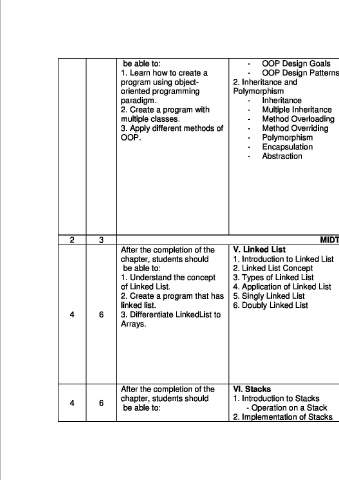 be able to:
1. Learn how to create a
program using object-
oriented programming
paradigm.
2. Create a program with
multiple classes.
3. Apply different methods of
OOP.
- OOP Design Goals
- OOP Design Patterns
2. Inheritance and
Polymorphism
- Inheritance
- Multiple Inheritance
- Method Overloading
- Method Overriding
- Polymorphism
- Encapsulation
- Abstraction
2 3 MIDT
4 6
After the completion of the
chapter, students should
be able to:
1. Understand the concept
of Linked List.
2. Create a program that has
linked list.
3. Differentiate LinkedList to
Arrays.
V. Linked List
1. Introduction to Linked List
2. Linked List Concept
3. Types of Linked List
4. Application of Linked List
5. Singly Linked List
6. Doubly Linked List
4 6
After the completion of the
chapter, students should
be able to:
VI. Stacks
1. Introduction to Stacks
- Operation on a Stack
2. Implementation of Stacks